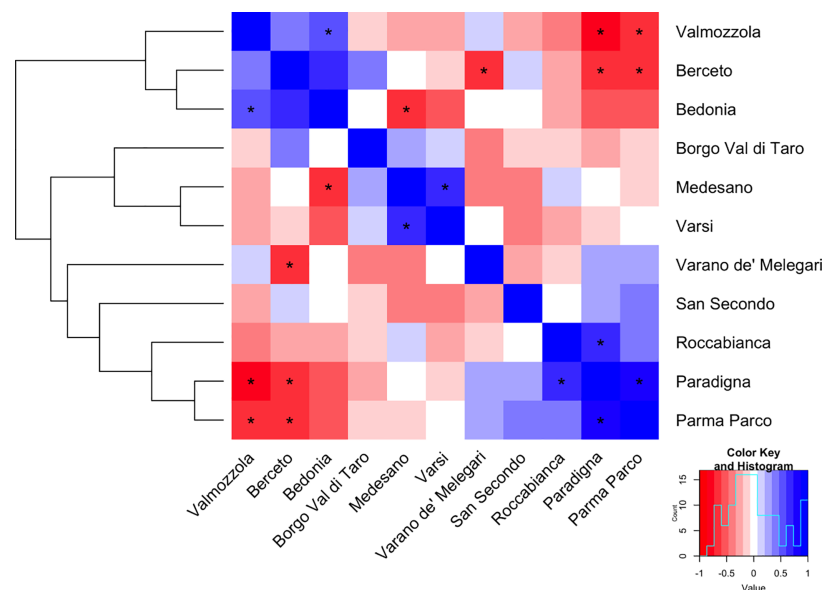 * * * Valmozzola
* * * Berceto
* * Bedonia
Borgo Val di Taro
* * Medesano
* Varsi
* Varano de' Melegari
San Secondo
* Roccabianca
* * * * Paradigna
* * * Parma Parco
Valmozzola
Berceto
Bedonia
Borgo Val di Taro
Medesano
Varsi
Varano de' Melegari
San Secondo
Roccabianca
Paradigna
Parma Parco
Color Key
and Histogram
Count
15
10
5
0
-1 -0.5 0 0.5 1
Value